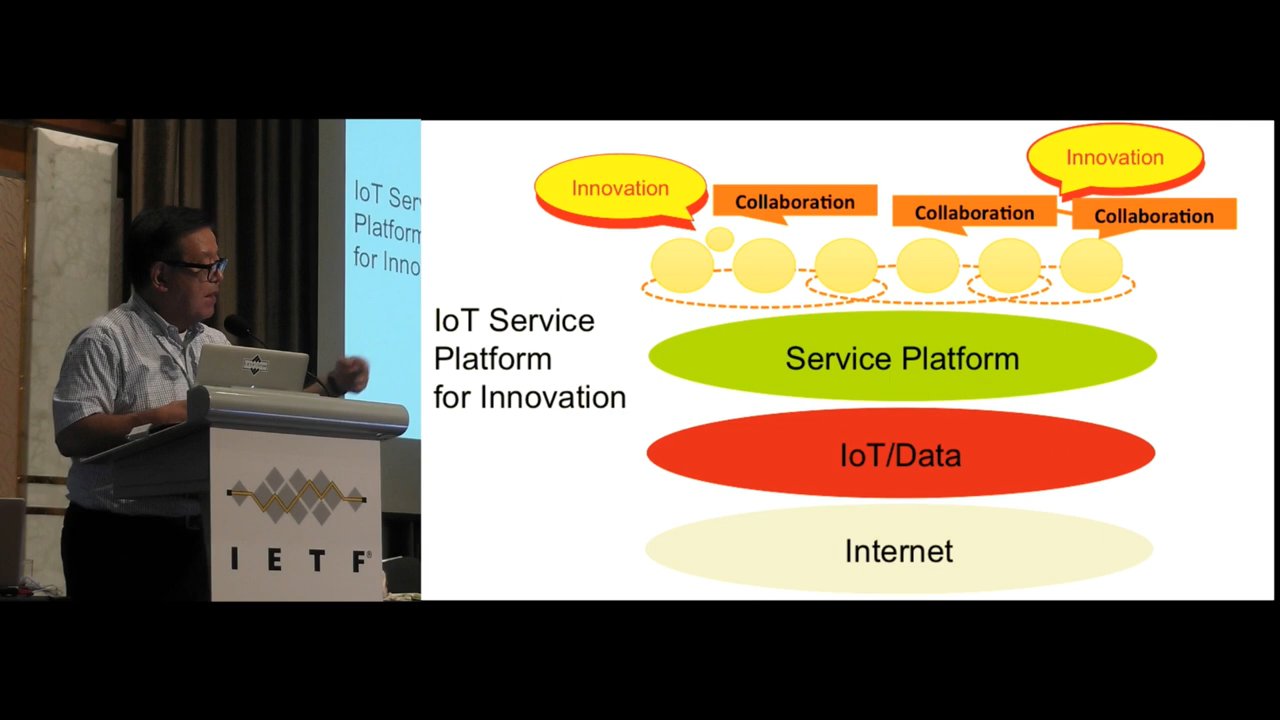 IoT Ser
Platform
for Inno
IETF®
Innovation
Collaboration
Collaboration
Innovation
Collaboration
IoT Service
Platform
for Innovation
Service Platform
IoT/Data
Internet